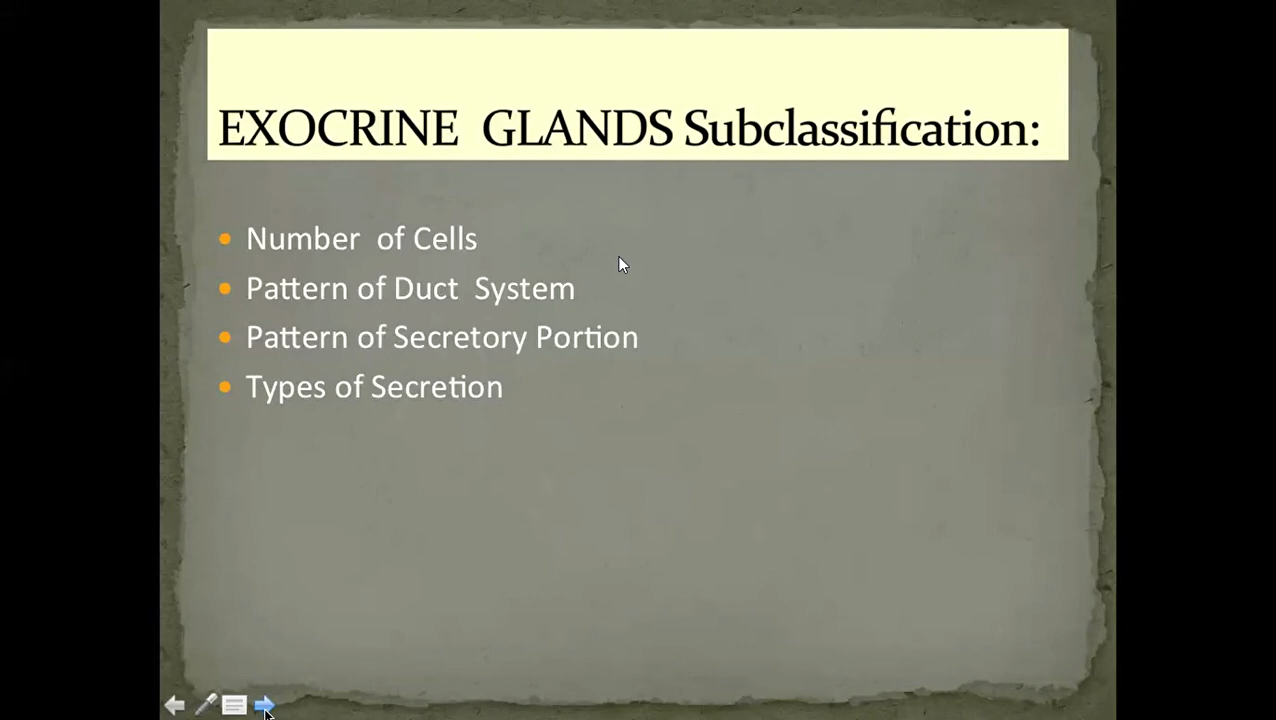 EXOCRINE GLANDS Subclassification:
Number of Cells
Pattern of Duct System
Pattern of Secretory Portion
Types of Secretion